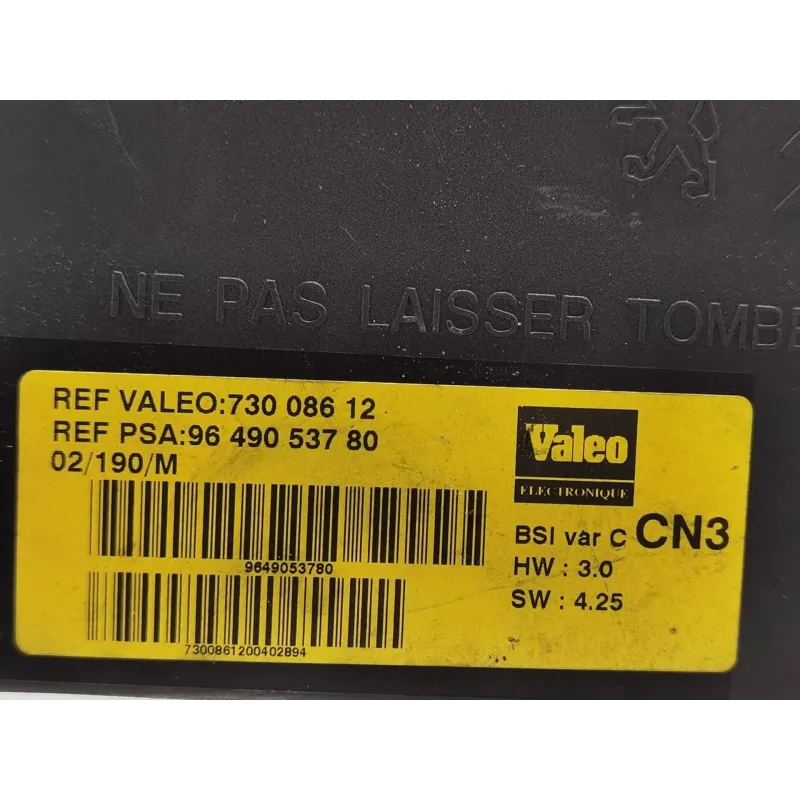 NE PAS LAISSER TOMBE
REF VALEO:730 086 12
REF PSA:96 490 537 80
02/190/M
9649053780
7300861200402894
Valeo
ELECTRONIQUE
BSI var C CN3
HW : 3.0
SW : 4.25